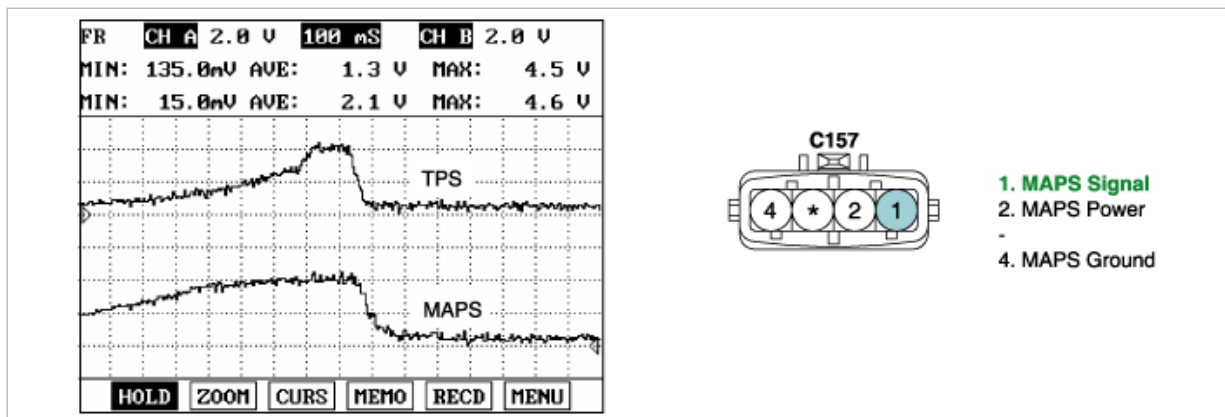 FR CH A 2.0 V 100 mS CH B 2.0 V
MIN: 135.0mV AVE: 1.3 V MAX: 4.5 V
MIN: 15.0mV AVE: 2.1 V MAX: 4.6 V
TPS
MAPS
HOLD ZOOM CURS MEMO RECD MENU
C157
4 * 2 1
1. MAPS Signal
2. MAPS Power
-
4. MAPS Ground